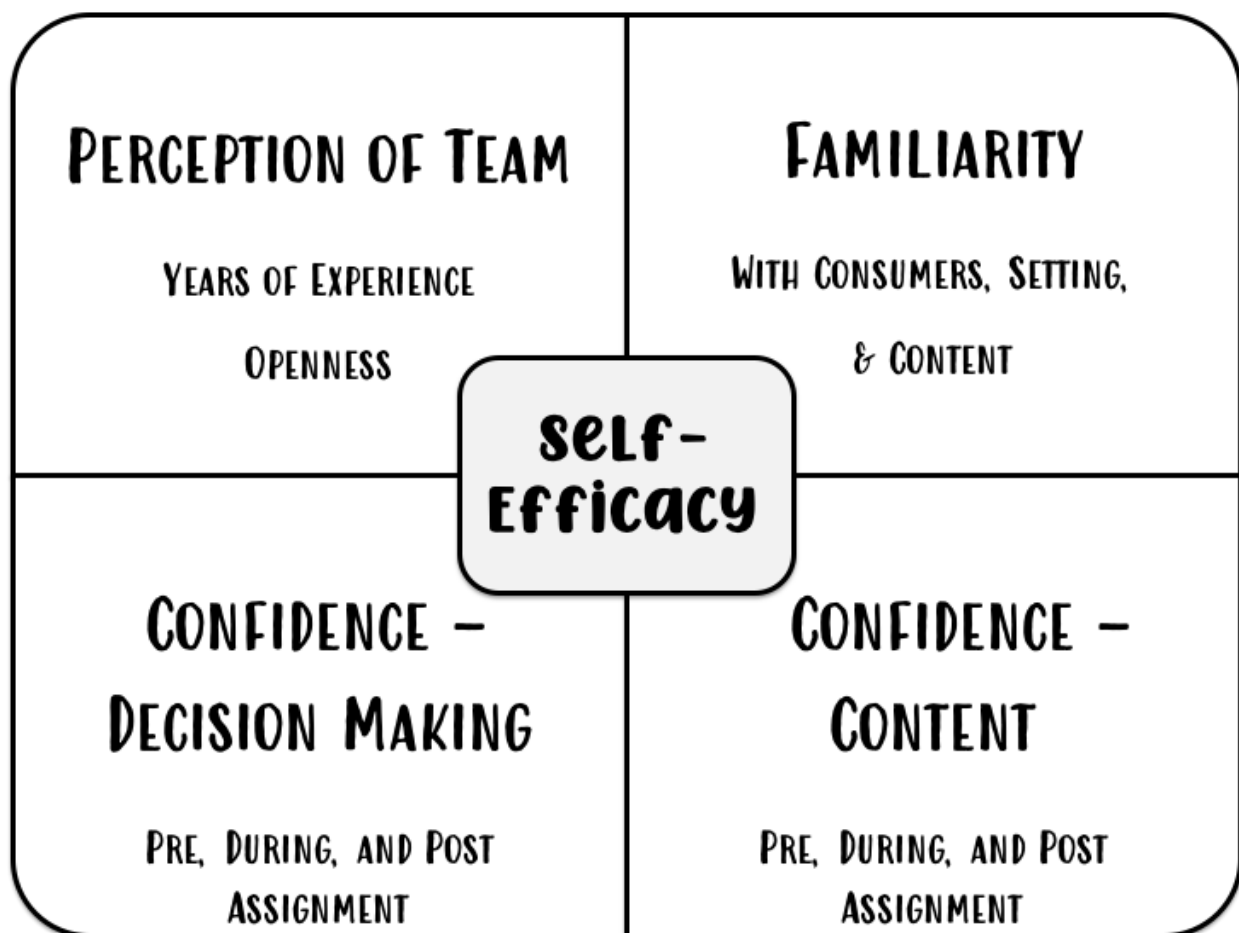 Perception of Team
Years of Experience
Openness
Familiarity
With Consumers, Setting,
& Content
Self-
Efficacy
Confidence -
Decision Making
Pre, During, and Post
Assignment
Confidence -
Content
Pre, During, and Post
Assignment